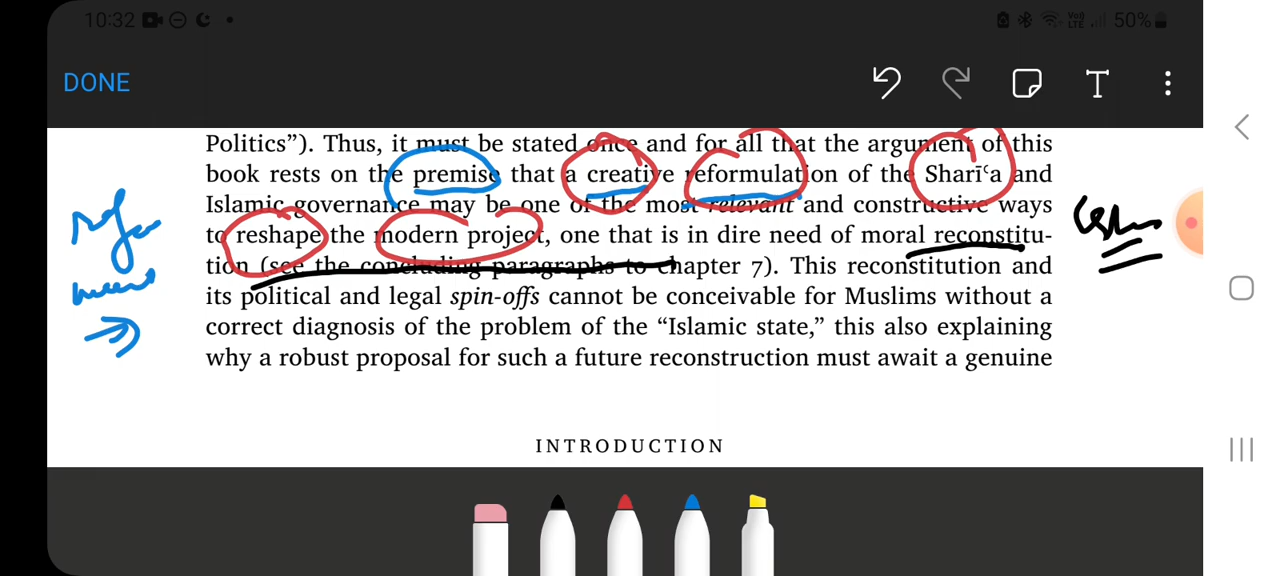 10:32
50%
DONE
T
Politics”). Thus, it must be stated once and for all that the argument of this
book rests on the premise that a creative reformulation of the Sharīʿa and
Islamic governance may be one of the most relevant and constructive ways
to reshape the modern project, one that is in dire need of moral reconstitu-
tion (see the concluding paragraphs to chapter 7). This reconstitution and
its political and legal spin-offs cannot be conceivable for Muslims without a
correct diagnosis of the problem of the “Islamic state,” this also explaining
why a robust proposal for such a future reconstruction must await a genuine
INTRODUCTION